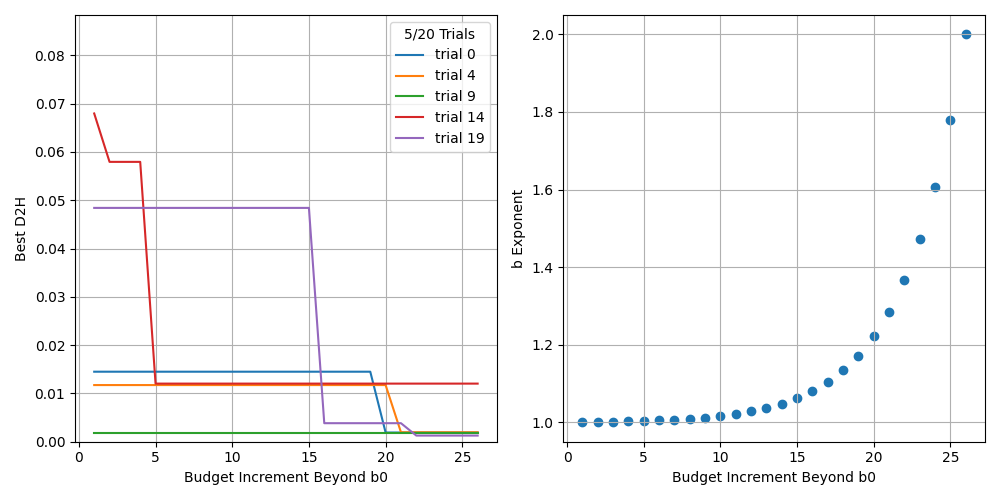 0.08
0.07
0.06
0.05
0.04
0.03
0.02
0.01
0.00
Best D2H
0 5 10 15 20 25
Budget Increment Beyond b0
5/20 Trials
trial 0
trial 4
trial 9
trial 14
trial 19
2.0
1.8
1.6
1.4
1.2
1.0
b Exponent
0 5 10 15 20 25
Budget Increment Beyond b0